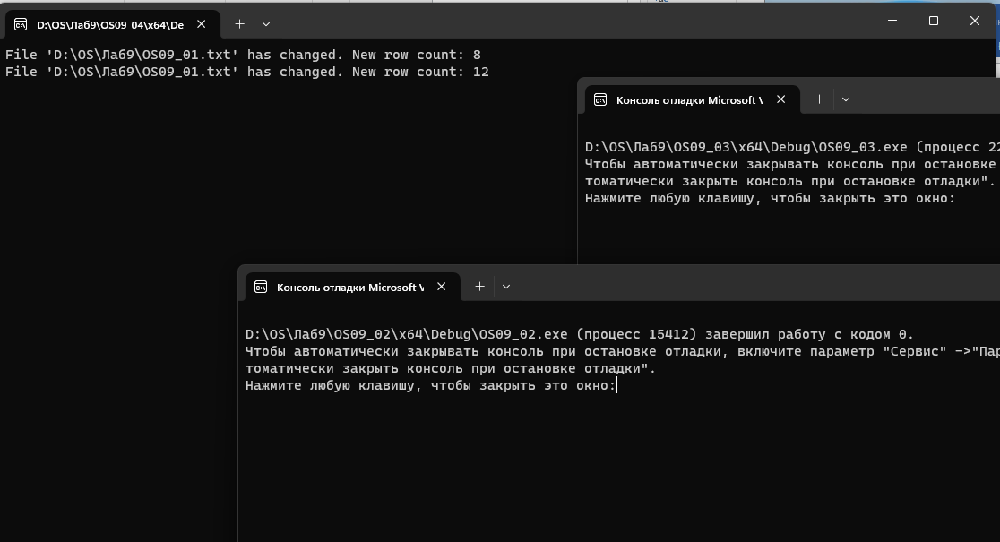 D:\OS\Лаб9\OS09_04\x64\De
File 'D:\OS\Лаб9\OS09_01.txt' has changed. New row count: 8
File 'D:\OS\Лаб9\OS09_01.txt' has changed. New row count: 12
Консоль отладки Microsoft V
D:\OS\Лаб9\OS09_03\x64\Debug\OS09_03.exe (процесс 22
Чтобы автоматически закрывать консоль при остановке
томатически закрыть консоль при остановке отладки".
Нажмите любую клавишу, чтобы закрыть это окно:
Консоль отладки Microsoft V
D:\OS\Лаб9\OS09_02\x64\Debug\OS09_02.exe (процесс 15412) завершил работу с кодом 0.
Чтобы автоматически закрывать консоль при остановке отладки, включите параметр "Сервис" ->"Пар
томатически закрыть консоль при остановке отладки".
Нажмите любую клавишу, чтобы закрыть это окно: